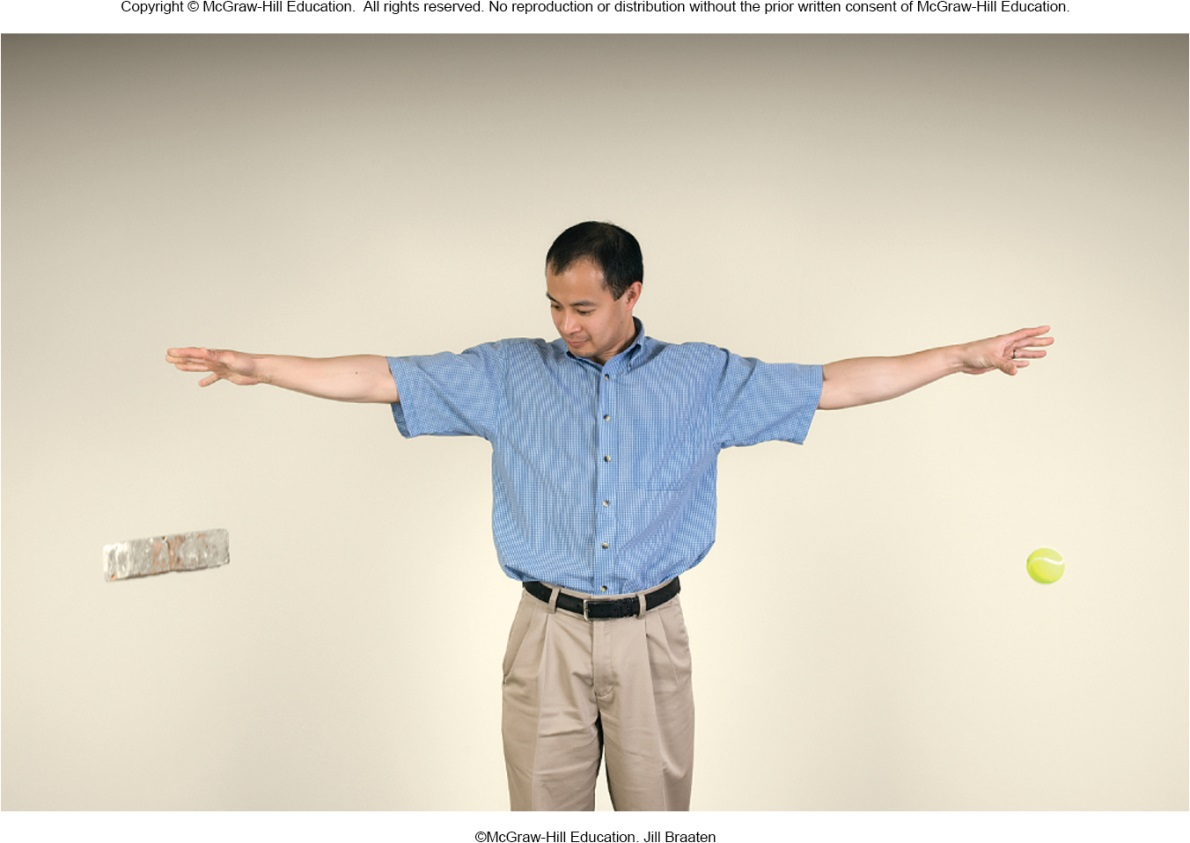 Copyright © McGraw-Hill Education.  All rights reserved. No reproduction or distribution without the prior written consent of McGraw-Hill Education.
©McGraw-Hill Education. Jill Braaten